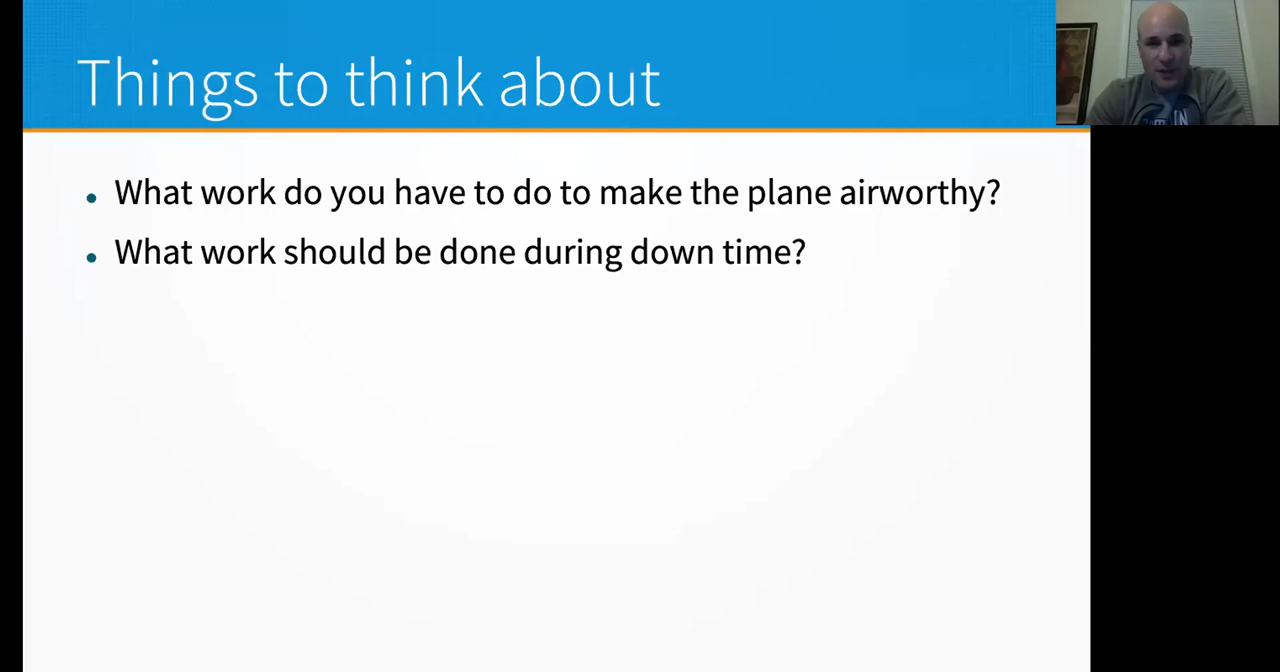 Things to think about
What work do you have to do to make the plane airworthy?
What work should be done during down time?